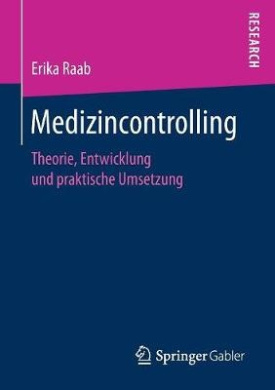 RESEARCH
Erika Raab
Medizincontrolling
Theorie, Entwicklung
und praktische Umsetzung
Springer Gabler